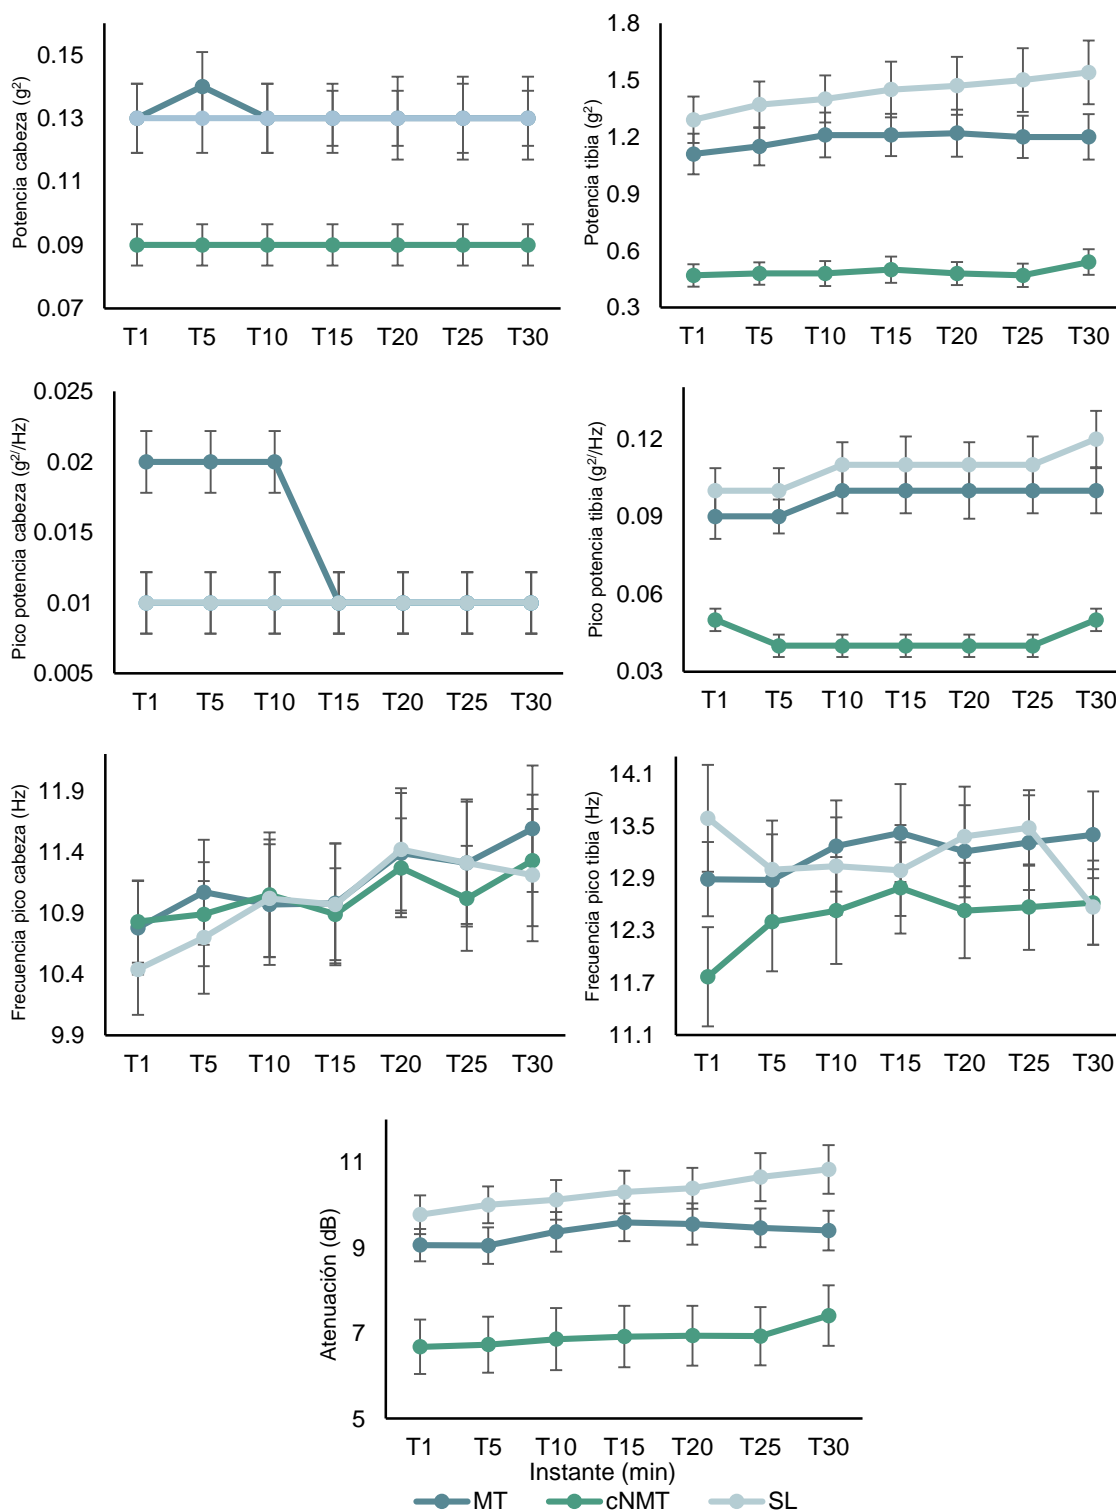 Potencia cabeza (g²)
0.15
0.13
0.11
0.09
0.07
T1 T5 T10 T15 T20 T25 T30
Potencia tibia (g²)
1.8
1.5
1.2
0.9
0.6
0.3
T1 T5 T10 T15 T20 T25 T30
Pico potencia cabeza (g²/Hz)
0.025
0.02
0.015
0.01
0.005
T1 T5 T10 T15 T20 T25 T30
Pico potencia tibia (g²/Hz)
0.12
0.09
0.06
0.03
T1 T5 T10 T15 T20 T25 T30
Frecuencia pico cabeza (Hz)
11.9
11.4
10.9
10.4
9.9
T1 T5 T10 T15 T20 T25 T30
Frecuencia pico tibia (Hz)
14.1
13.5
12.9
12.3
11.7
11.1
T1 T5 T10 T15 T20 T25 T30
Atenuación (dB)
11
9
7
5
T1 T5 T10 T15 T20 T25 T30
Instante (min)
MT cNMT SL